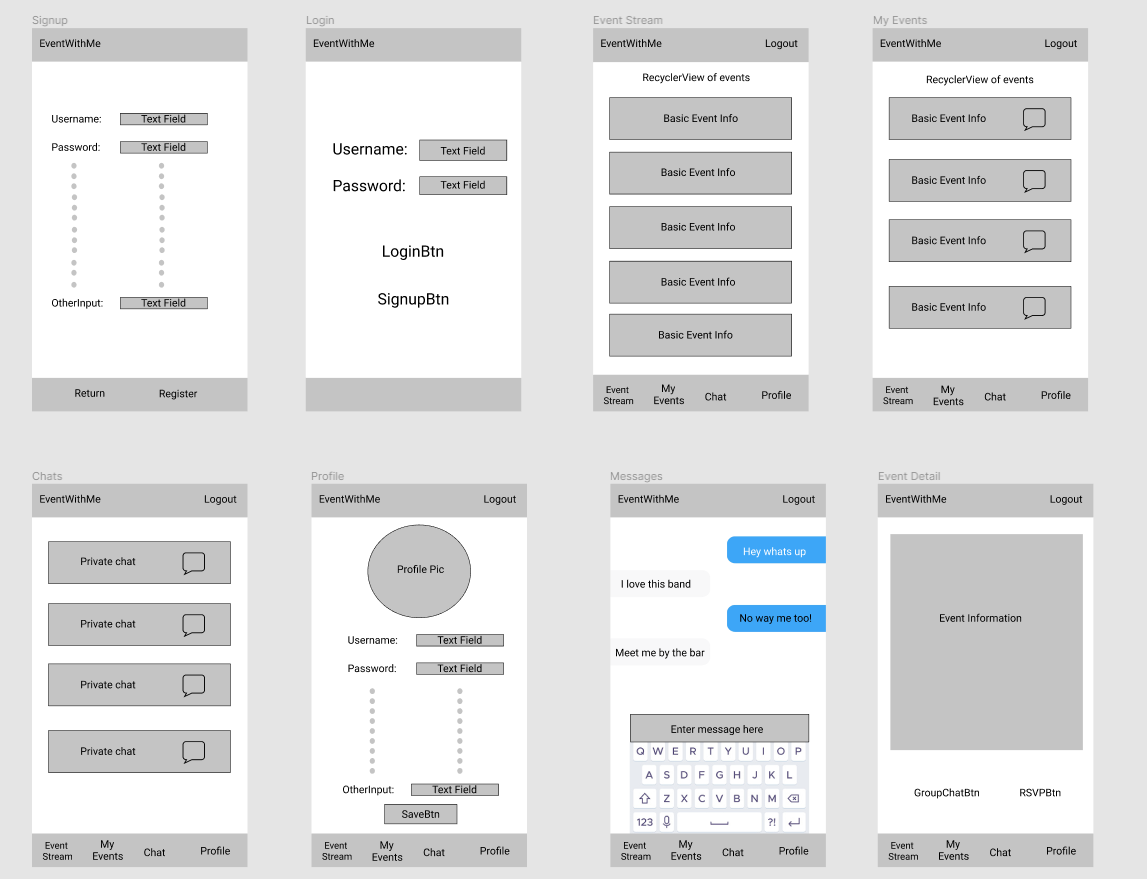 Signup
EventWithMe
Username:
Text Field
Password:
Text Field
OtherInput:
Text Field
Return
Register
Login
EventWithMe
Username:
Text Field
Password:
Text Field
LoginBtn
SignupBtn
Event Stream
EventWithMe
Logout
RecyclerView of events
Basic Event Info
Basic Event Info
Basic Event Info
Basic Event Info
Basic Event Info
Event
Stream
My
Events
Chat
Profile
My Events
EventWithMe
Logout
RecyclerView of events
Basic Event Info
Basic Event Info
Basic Event Info
Basic Event Info
Event
Stream
My
Events
Chat
Profile
Chats
EventWithMe
Logout
Private chat
Private chat
Private chat
Private chat
Event
Stream
My
Events
Chat
Profile
Profile
EventWithMe
Logout
Profile Pic
Username:
Text Field
Password:
Text Field
OtherInput:
Text Field
SaveBtn
Event
Stream
My
Events
Chat
Profile
Messages
EventWithMe
Logout
Hey whats up
I love this band
No way me too!
Meet me by the bar
Enter message here
Q W E R T Y U I O P
A S D F G H J K L
Z X C V B N M
123 ?!
Event
Stream
My
Events
Chat
Profile
Event Detail
EventWithMe
Logout
Event Information
GroupChatBtn
RSVPBtn
Event
Stream
My
Events
Chat
Profile